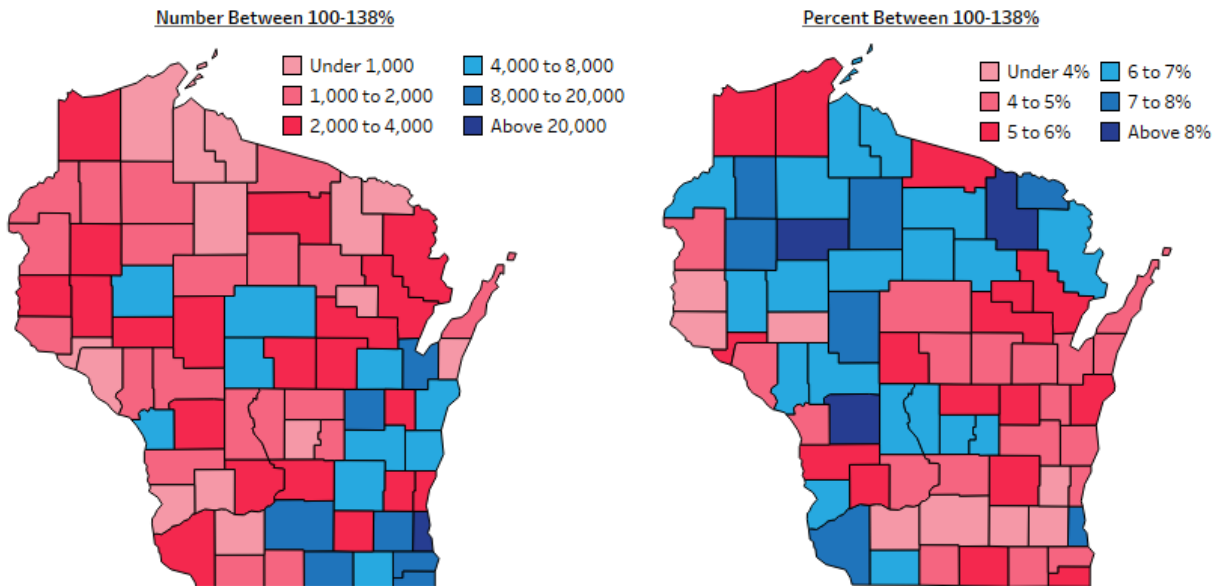 Number Between 100-138%
Under 1,000
1,000 to 2,000
2,000 to 4,000
4,000 to 8,000
8,000 to 20,000
Above 20,000
Percent Between 100-138%
Under 4%
4 to 5%
5 to 6%
6 to 7%
7 to 8%
Above 8%